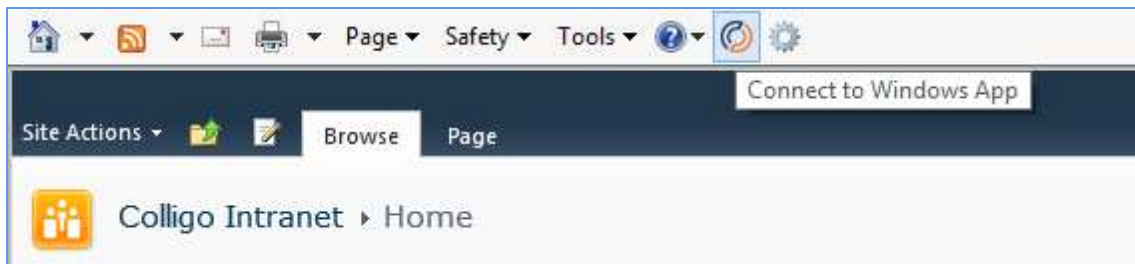 Page Safety Tools
Connect to Windows App
Site Actions Browse Page
Colligo Intranet Home